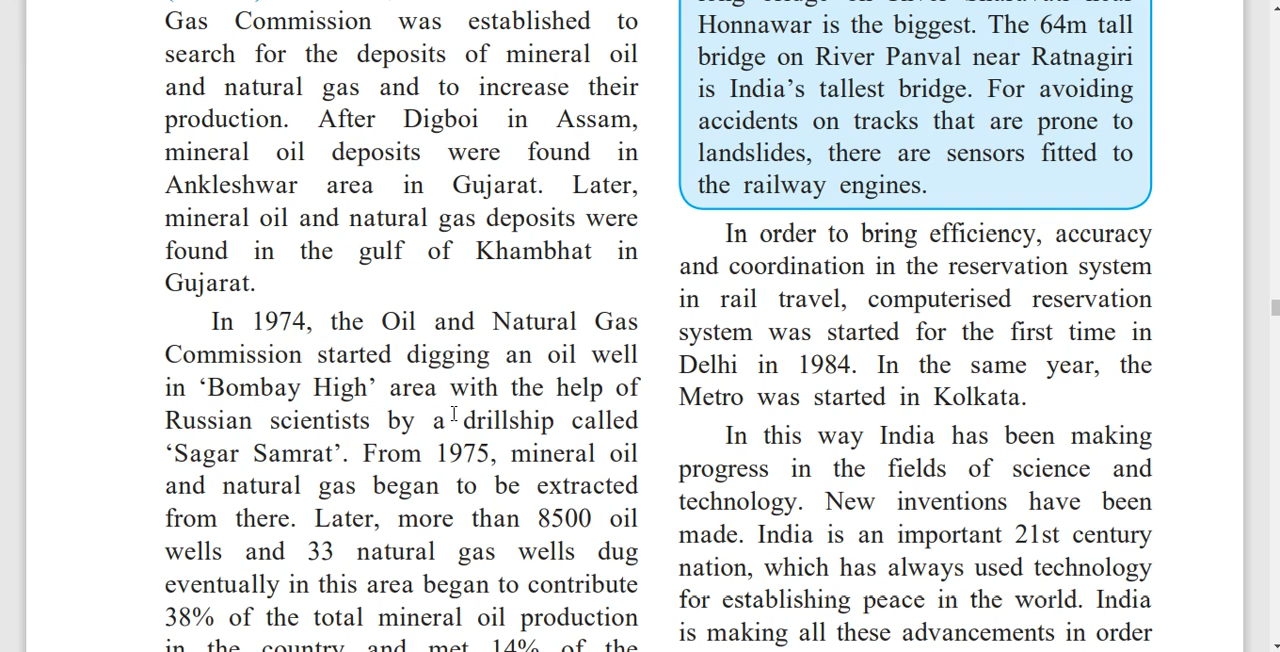 Gas Commission was established to
search for the deposits of mineral oil
and natural gas and to increase their
production. After Digboi in Assam,
mineral oil deposits were found in
Ankleshwar area in Gujarat. Later,
mineral oil and natural gas deposits were
found in the gulf of Khambhat in
Gujarat.
In 1974, the Oil and Natural Gas
Commission started digging an oil well
in ‘Bombay High’ area with the help of
Russian scientists by a drillship called
‘Sagar Samrat’. From 1975, mineral oil
and natural gas began to be extracted
from there. Later, more than 8500 oil
wells and 33 natural gas wells dug
eventually in this area began to contribute
38% of the total mineral oil production
in the country and met 14% of the
Honnawar is the biggest. The 64m tall
bridge on River Panval near Ratnagiri
is India’s tallest bridge. For avoiding
accidents on tracks that are prone to
landslides, there are sensors fitted to
the railway engines.
In order to bring efficiency, accuracy
and coordination in the reservation system
in rail travel, computerised reservation
system was started for the first time in
Delhi in 1984. In the same year, the
Metro was started in Kolkata.
In this way India has been making
progress in the fields of science and
technology. New inventions have been
made. India is an important 21st century
nation, which has always used technology
for establishing peace in the world. India
is making all these advancements in order